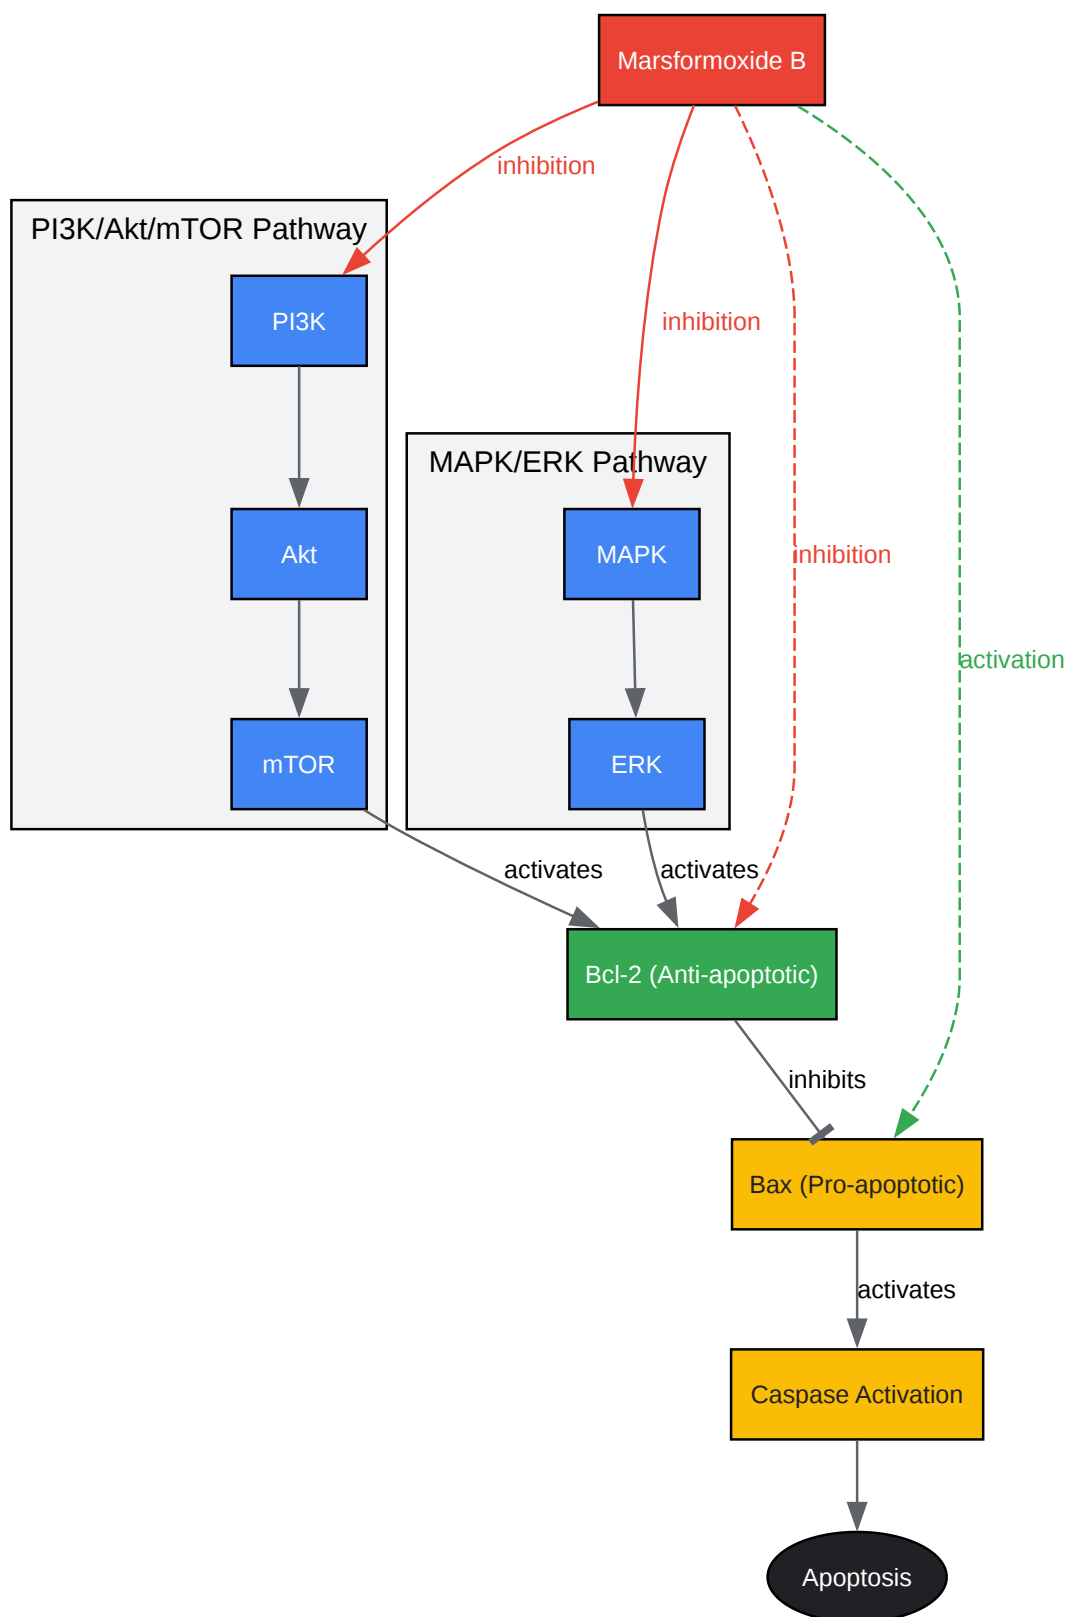 Marsformoxide B
inhibition
PI3K/Akt/mTOR Pathway
PI3K
inhibition
MAPK/ERK Pathway
Akt
MAPK
inhibition
activation
mTOR
ERK
activates
activates
Bcl-2 (Anti-apoptotic)
inhibits
Bax (Pro-apoptotic)
activates
Caspase Activation
Apoptosis